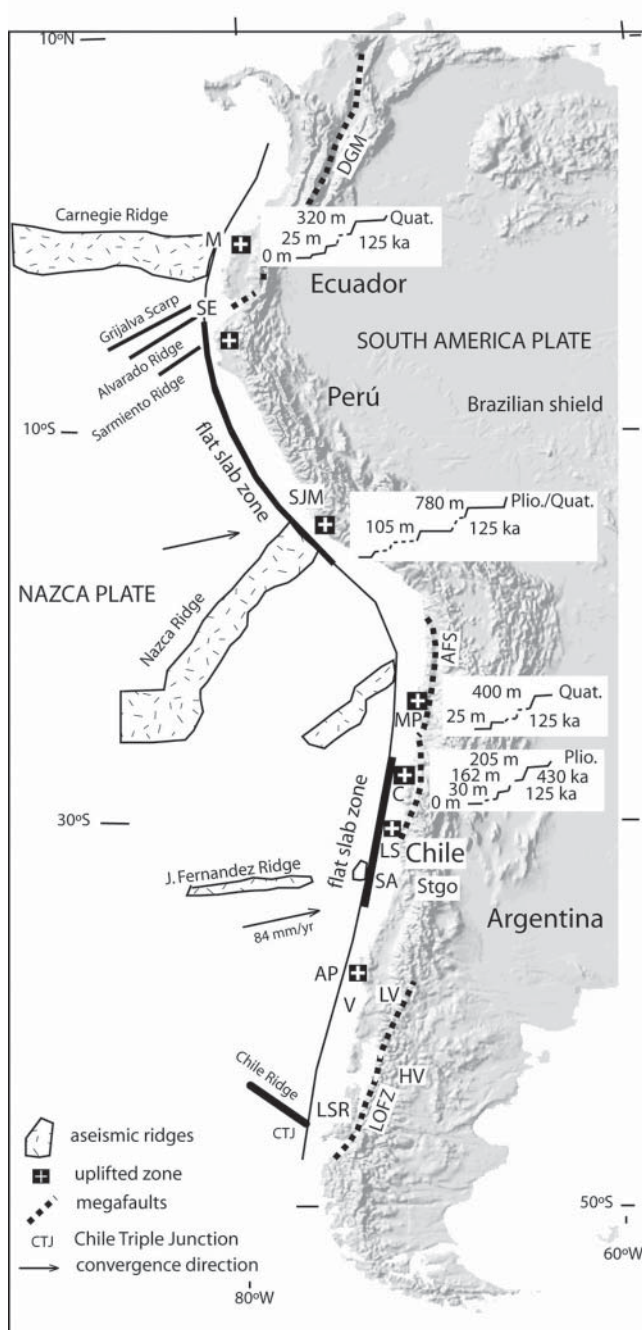 10ºN
DGM
Carnegie Ridge
M
320 m Quat.
25 m 125 ka
0 m
Ecuador
SE
Grijalva Scarp
Alvarado Ridge
Sarmiento Ridge
SOUTH AMERICA PLATE
Perú
Brazilian shield
10ºS
flat slab zone
SJM
780 m Plio./Quat.
105 m 125 ka
NAZCA PLATE
Nazca Ridge
AFS
400 m Quat.
25 m 125 ka
MP
205 m Plio.
162 m 430 ka
30 m 125 ka
0 m
C
30ºS
flat slab zone
LS
Chile
J. Fernandez Ridge
SA
Stgo
84 mm/yr
Argentina
AP
V
LV
HV
Chile Ridge
LSR
LOFZ
CTJ
aseismic ridges
uplifted zone
megafaults
CTJ Chile Triple Junction
convergence direction
50ºS
60ºW
80ºW